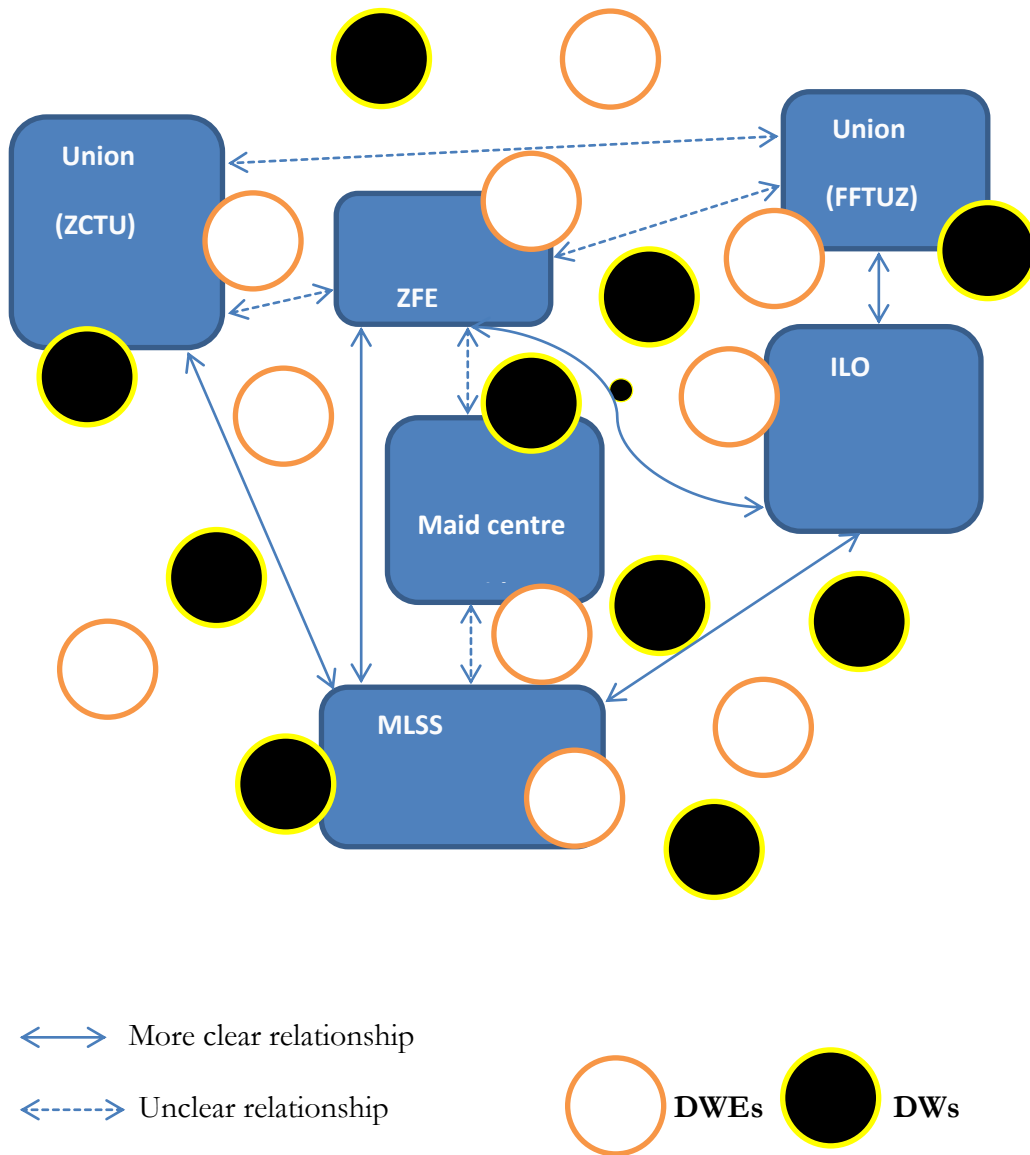 Union
(ZCTU)
Union
(FFTUZ)
ZFE
ILO
Maid centre
MLSS
More clear relationship
Unclear relationship
DWEs
DWs